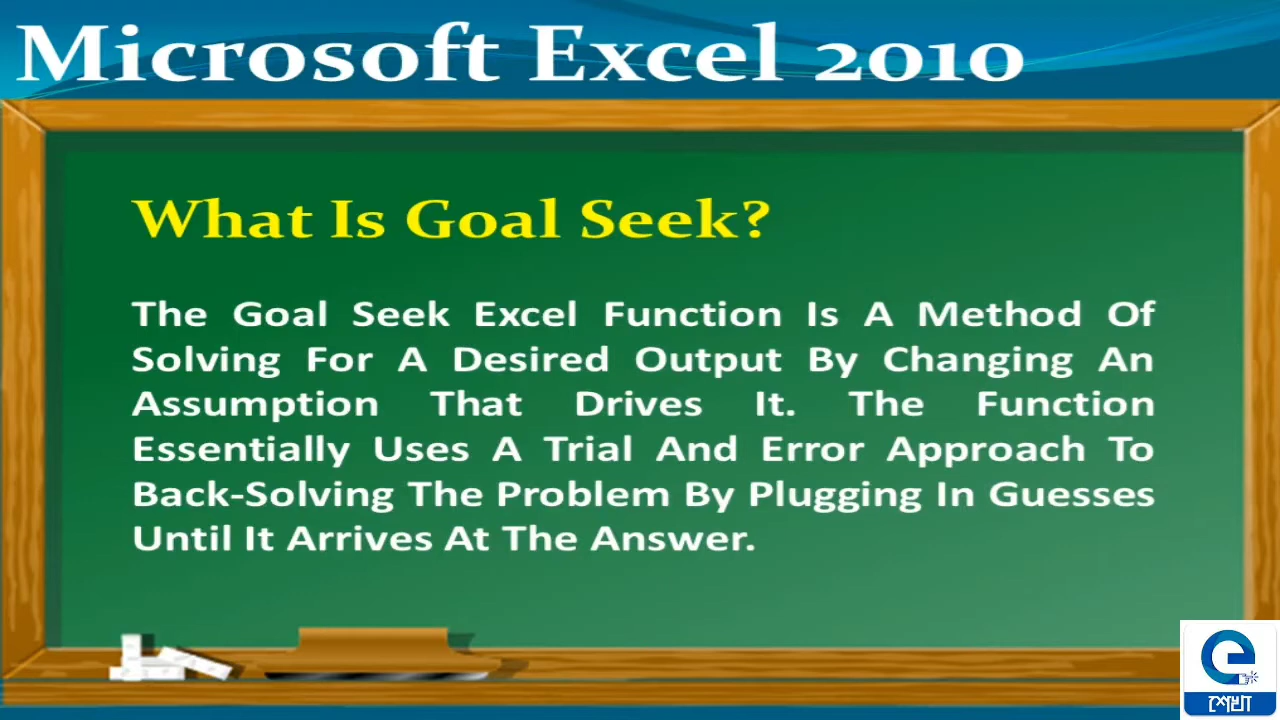 Microsoft Excel 2010
What Is Goal Seek?
The Goal Seek Excel Function Is A Method Of
Solving For A Desired Output By Changing An
Assumption That Drives It. The Function
Essentially Uses A Trial And Error Approach To
Back-Solving The Problem By Plugging In Guesses
Until It Arrives At The Answer.
e
শেখা